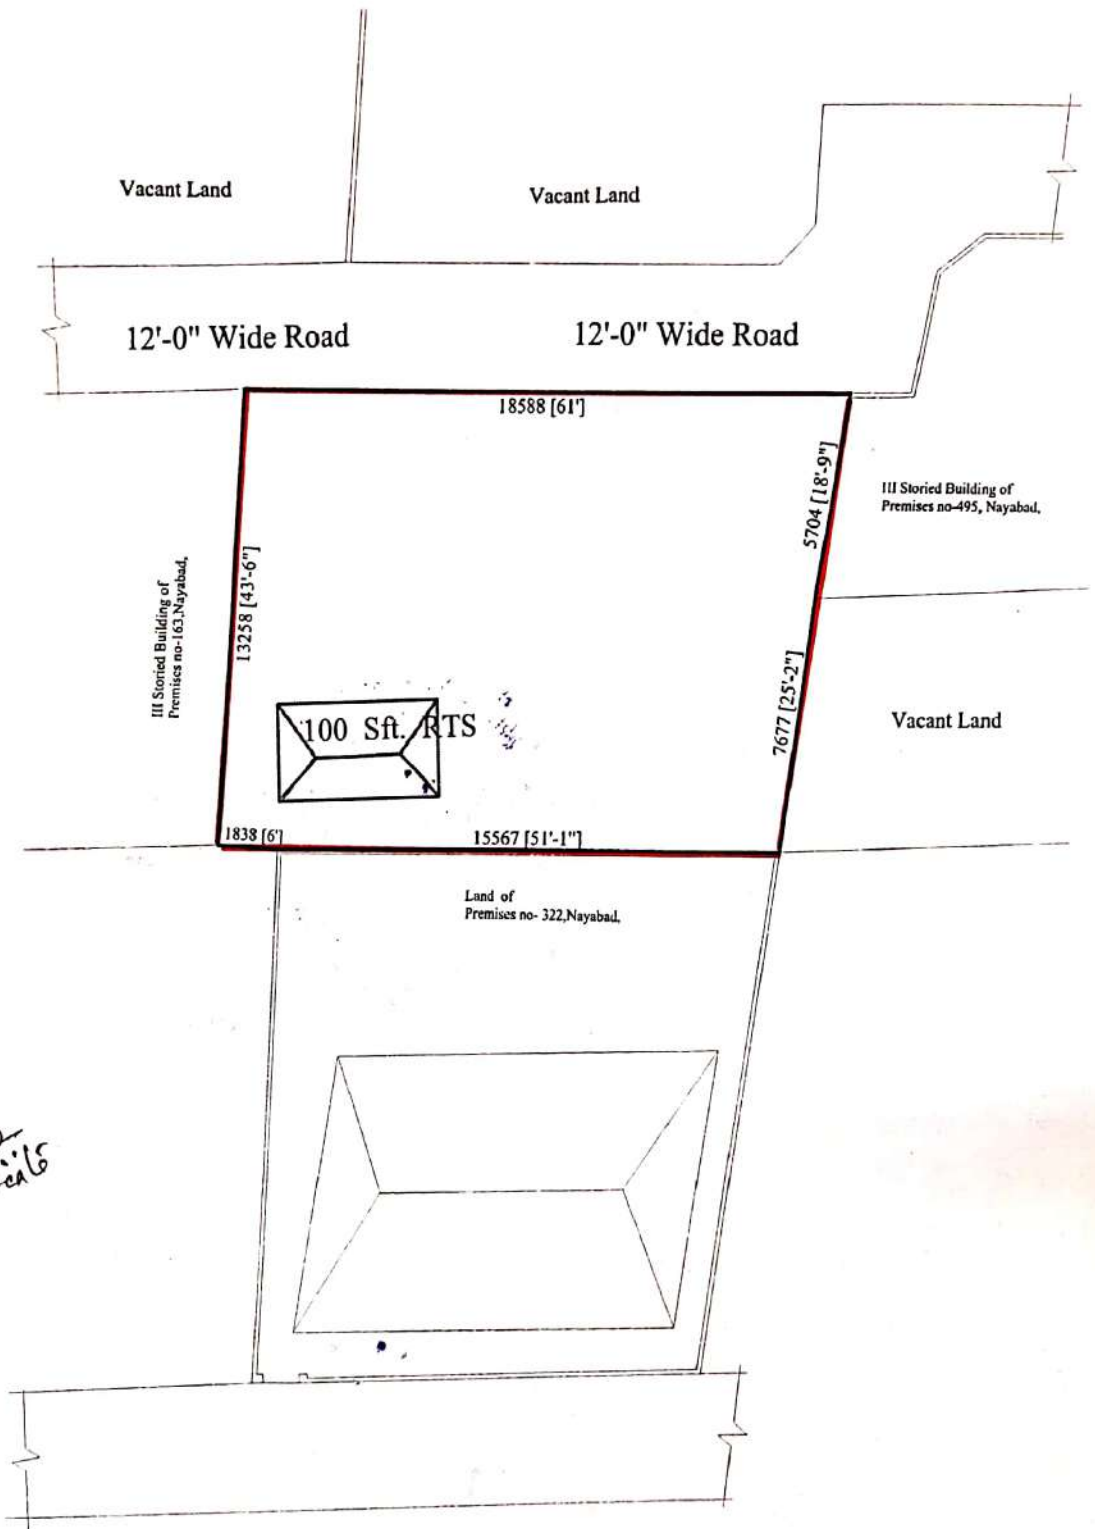 Vacant Land
Vacant Land
12'-0" Wide Road
12'-0" Wide Road
18588 [61']
5704 [18'-9"]
III Storied Building of
Premises no-495, Nayabad,
13258 [43'-6"]
III Storied Building of
Premises no-163,Nayabad,
7677 [25'-2"]
100 Sft. RTS
Vacant Land
1838 [6']
15567 [51'-1"]
Land of
Premises no- 322,Nayabad,